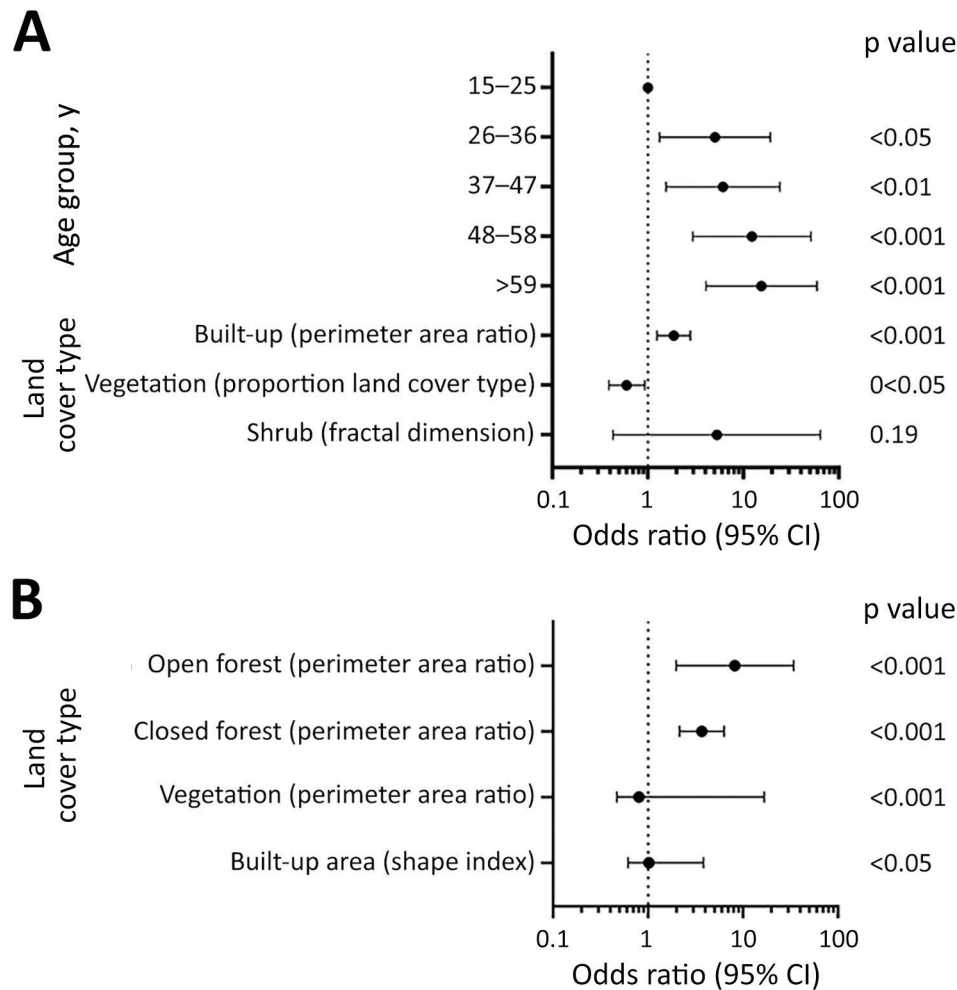 A
p value
Age group, y
15–25
26–36 <0.05
37–47 <0.01
48–58 <0.001
>59 <0.001
Land
cover type
Built-up (perimeter area ratio) <0.001
Vegetation (proportion land cover type) 0<0.05
Shrub (fractal dimension) 0.19
0.1 1 10 100
Odds ratio (95% CI)
B
p value
Land
cover type
Open forest (perimeter area ratio) <0.001
Closed forest (perimeter area ratio) <0.001
Vegetation (perimeter area ratio) <0.001
Built-up area (shape index) <0.05
0.1 1 10 100
Odds ratio (95% CI)